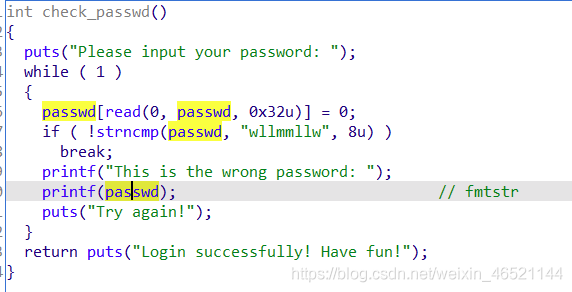 int check_passwd()
{
puts("Please input your password: ");
while ( 1 )
{
passwd[read(0, passwd, 0x32u)] = 0;
if ( !strncmp(passwd, "wllmmllw", 8u) )
break;
printf("This is the wrong password: ");
printf(passwd); // fmtstr
puts("Try again!");
}
return puts("Login successfully! Have fun!");
}
https://blog.csdn.net/weixin_46521144